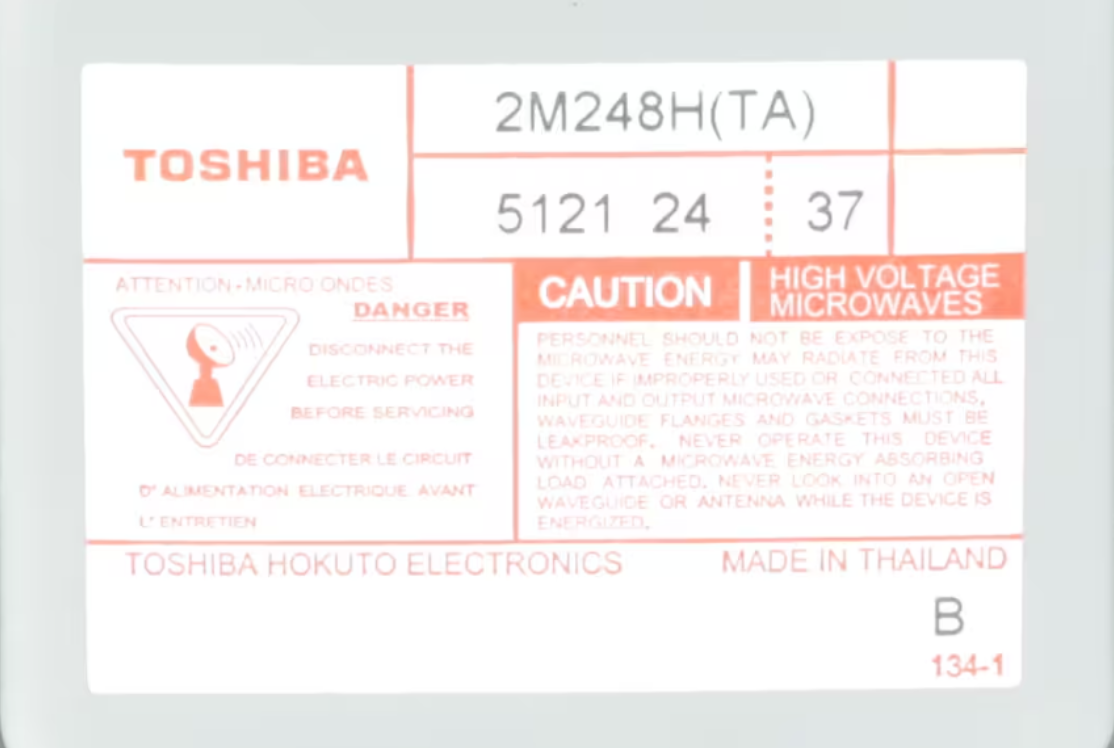 TOSHIBA
2M248H(TA)
5121 24 37
ATTENTION-MICRO ONDES
DANGER
DISCONNECT THE
ELECTRIC POWER
BEFORE SERVICING
DE CONNECTER LE CIRCUIT
D' ALIMENTATION ELECTRIQUE AVANT
L' ENTRETIEN
CAUTION
HIGH VOLTAGE
MICROWAVES
PERSONNEL SHOULD NOT BE EXPOSE TO THE
MICROWAVE ENERGY MAY RADIATE FROM THIS
DEVICE IF IMPROPERLY USED OR CONNECTED ALL
INPUT AND OUTPUT MICROWAVE CONNECTIONS,
WAVEGUIDE FLANGES AND GASKETS MUST BE
LEAKPROOF. NEVER OPERATE THIS DEVICE
WITHOUT A MICROWAVE ENERGY ABSORBING
LOAD ATTACHED. NEVER LOOK INTO AN OPEN
WAVEGUIDE OR ANTENNA WHILE THE DEVICE IS
ENERGIZED.
TOSHIBA HOKUTO ELECTRONICS MADE IN THAILAND
B
134-1